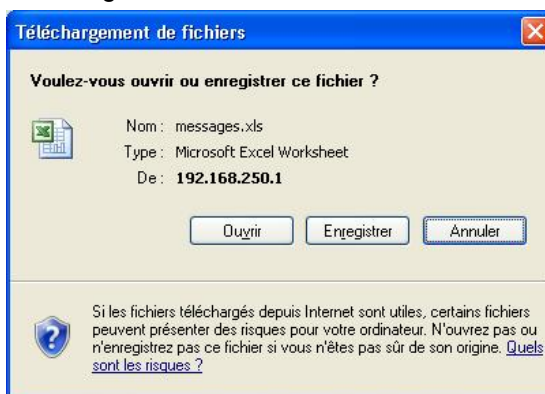 Téléchargement de fichiers
Voulez-vous ouvrir ou enregistrer ce fichier ?
Nom : messages.xls
Type : Microsoft Excel Worksheet
De : 192.168.250.1
Ouvrir Enregistrer Annuler
Si les fichiers téléchargés depuis Internet sont utiles, certains fichiers
peuvent présenter des risques pour votre ordinateur. N'ouvrez pas ou
n'enregistrez pas ce fichier si vous n'êtes pas sûr de son origine. Quels
sont les risques ?